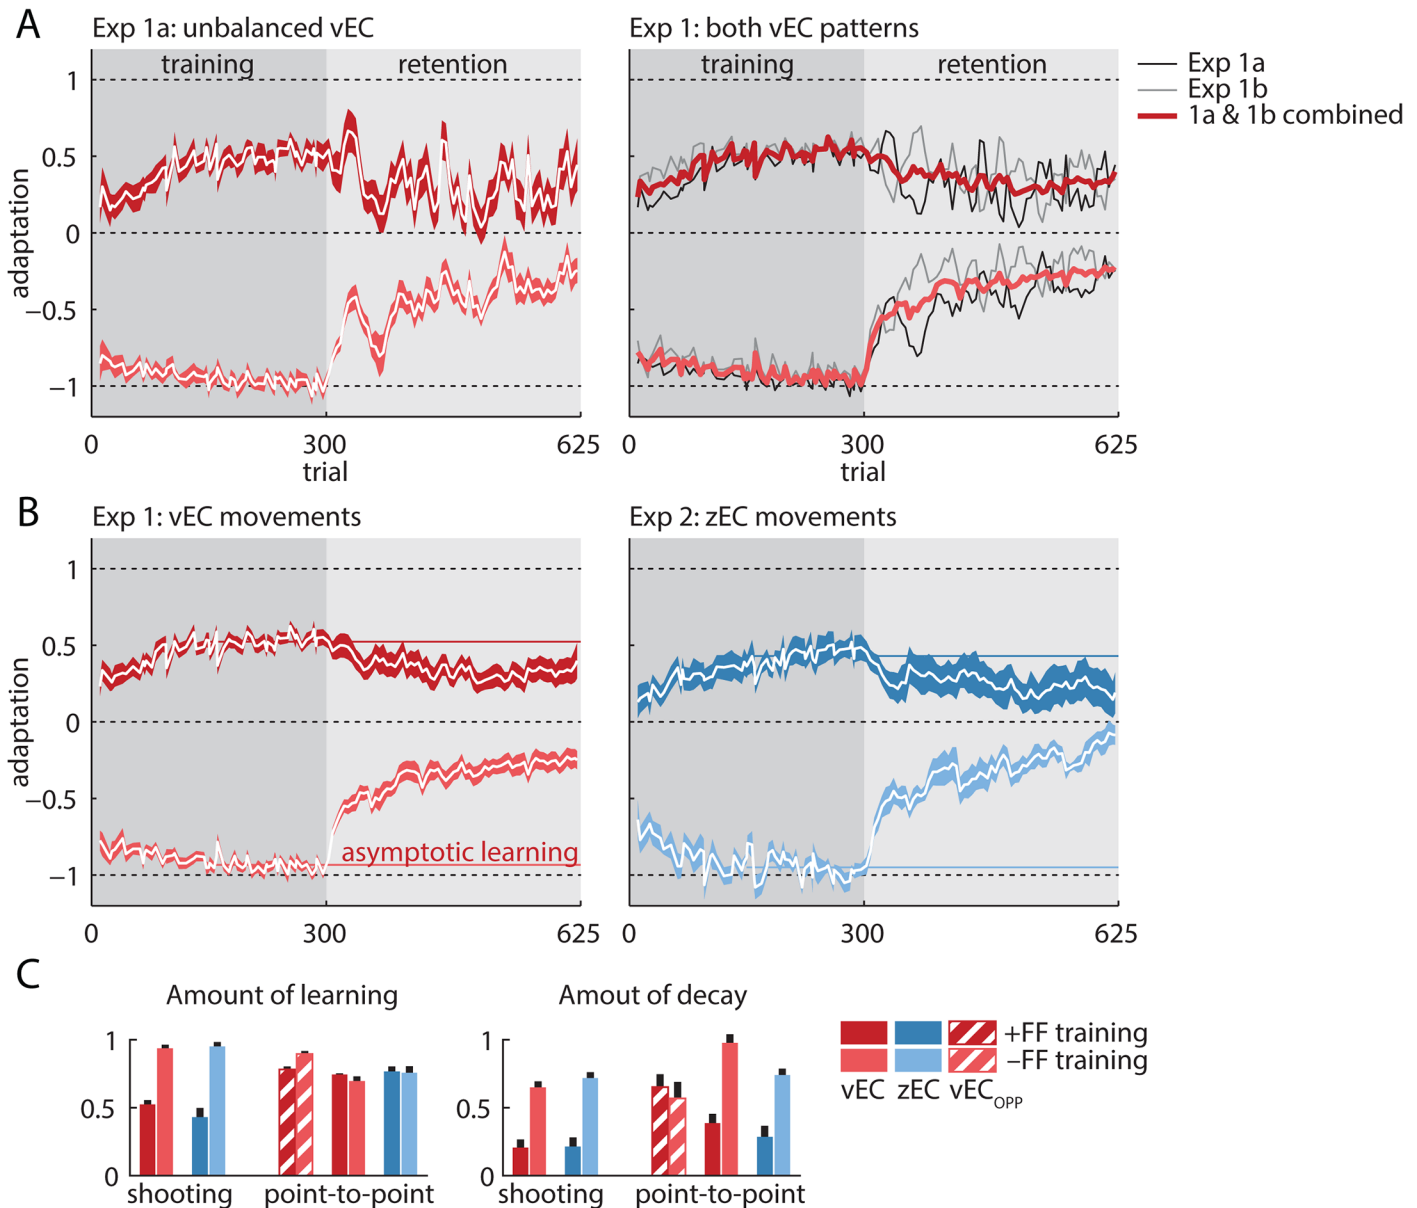 A
Exp 1a: unbalanced vEC
Exp 1: both vEC patterns
training
retention
training
retention
Exp 1a
Exp 1b
1a & 1b combined
adaptation
1
0.5
0
−0.5
−1
0
300
625
trial
0
300
625
trial
B
Exp 1: vEC movements
Exp 2: zEC movements
adaptation
1
0.5
0
−0.5
−1
asymptotic learning
0
300
625
0
300
625
C
Amount of learning
Amout of decay
1
0.5
0
shooting
point-to-point
1
0.5
0
shooting
point-to-point
+FF training
–FF training
vEC zEC vECOPP